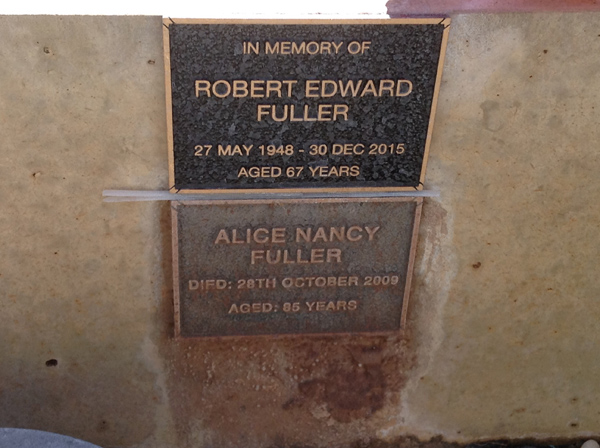 IN MEMORY OF
ROBERT EDWARD
FULLER
27 MAY 1948 - 30 DEC 2015
AGED 67 YEARS
ALICE NANCY
FULLER
DIED: 28TH OCTOBER 2009
AGED: 85 YEARS